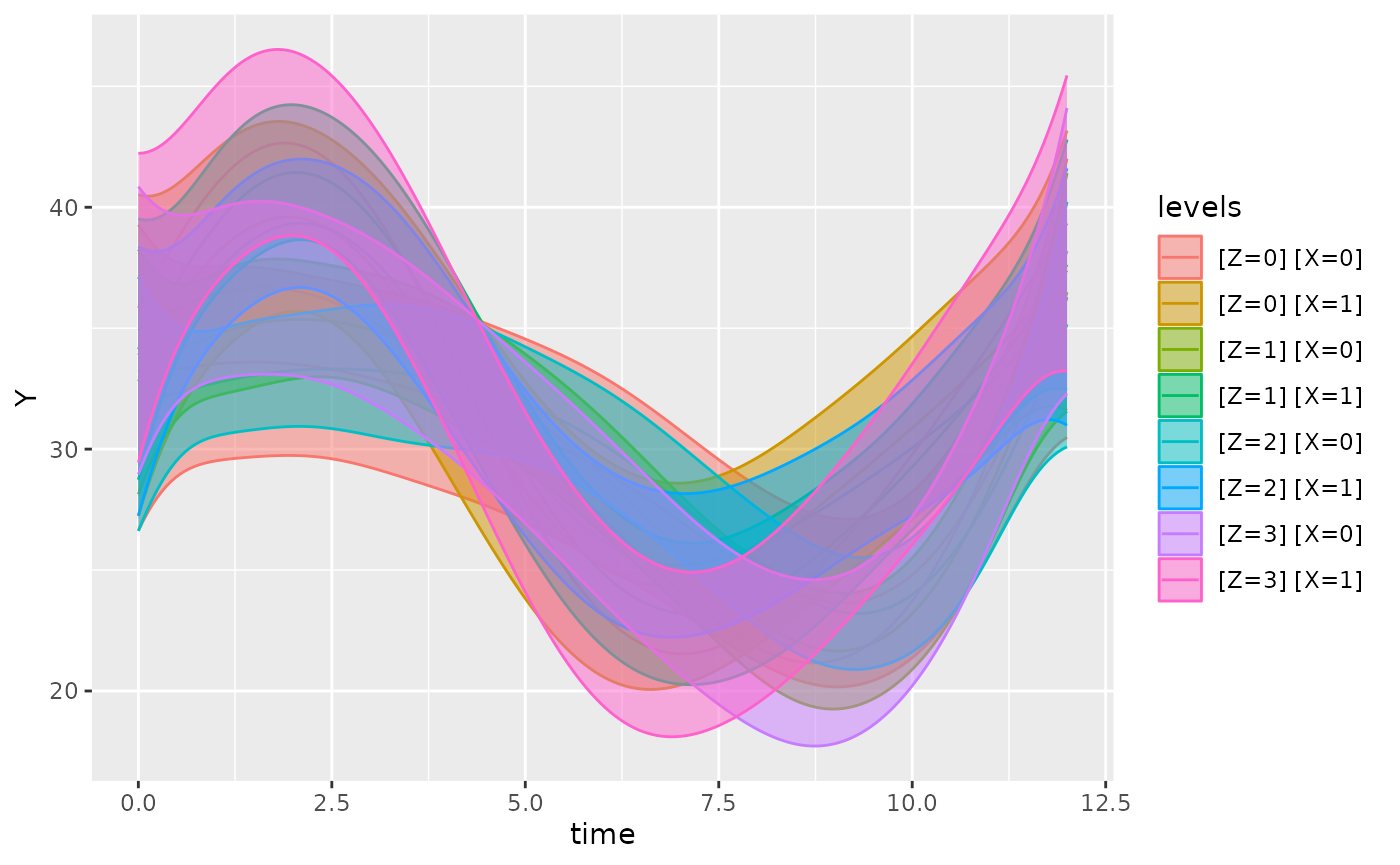 Y
40
30
20
0.0 2.5 5.0 7.5 10.0 12.5
time
levels
[Z=0] [X=0]
[Z=0] [X=1]
[Z=1] [X=0]
[Z=1] [X=1]
[Z=2] [X=0]
[Z=2] [X=1]
[Z=3] [X=0]
[Z=3] [X=1]